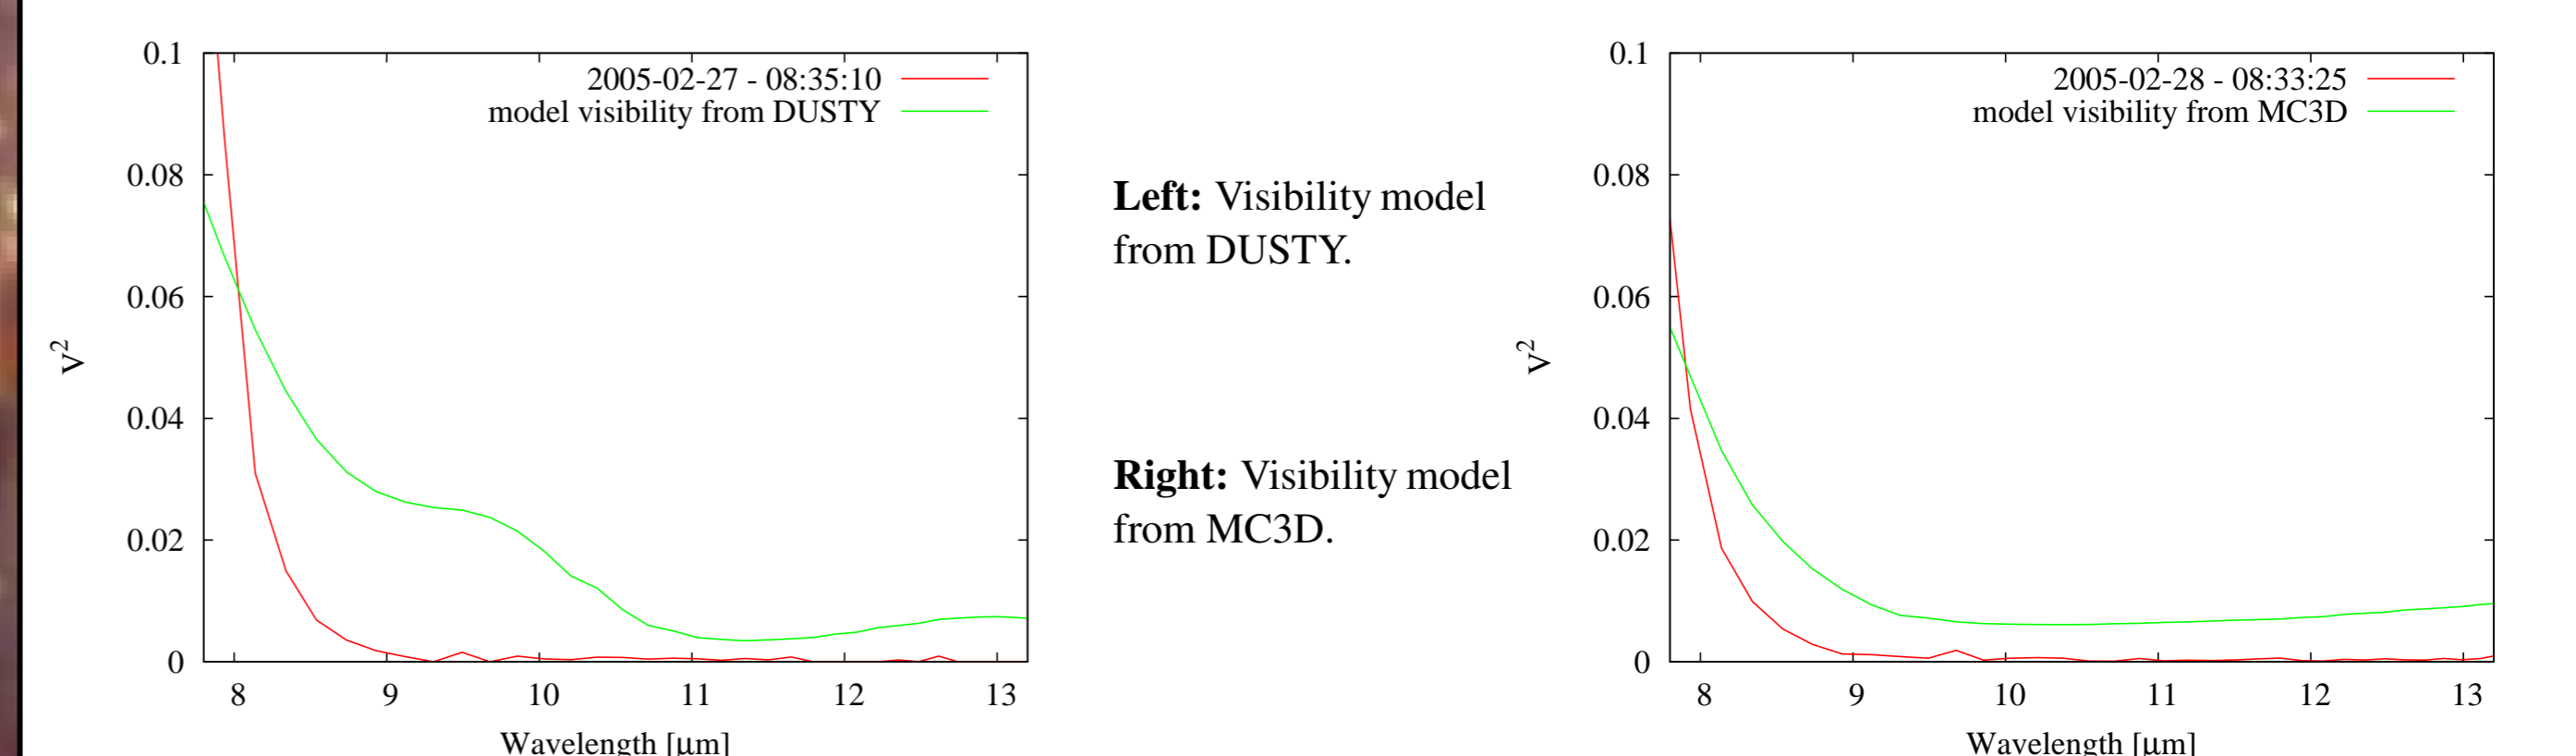 0.1
0.08
0.06
0.04
0.02
0
V²
2005-02-27 - 08:35:10
model visibility from DUSTY
8 9 10 11 12 13
Wavelength [μm]
Left: Visibility model
from DUSTY.
Right: Visibility model
from MC3D.
0.1
0.08
0.06
0.04
0.02
0
V²
2005-02-28 - 08:33:25
model visibility from MC3D
8 9 10 11 12 13
Wavelength [μm]